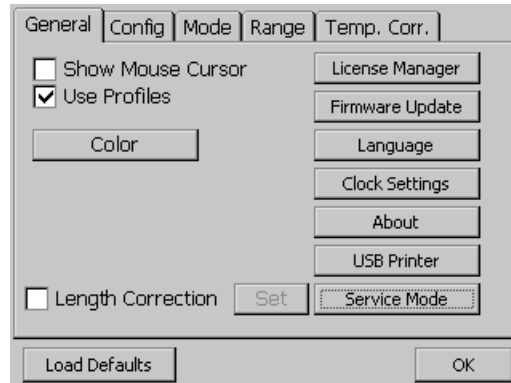 General Config Mode Range Temp. Corr.
Show Mouse Cursor License Manager
Use Profiles Firmware Update
Color Language
Clock Settings
About
USB Printer
Length Correction Set Service Mode
Load Defaults OK